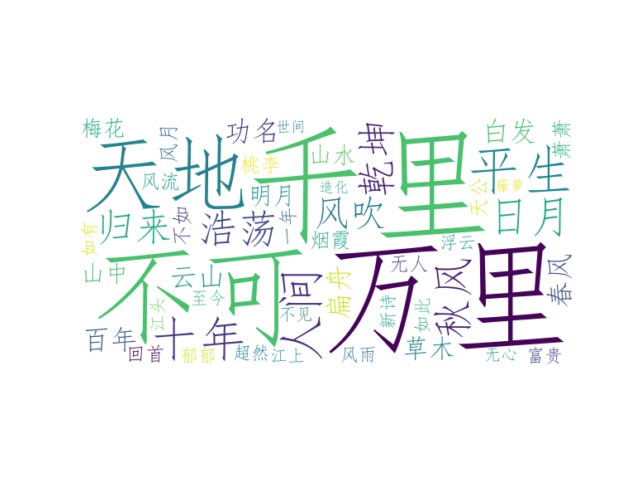 梅花
风月
功名
世间
乾坤
白发
萧萧
天地
千里
桃李
山水
平生
风流
明月
造化
天公
藤萝
归来
不如
浩荡
一年
风吹
日月
如有
烟霞
浮云
山中
云山
不可
人间
扁舟
无人
万里
秋风
春风
至今
江头
不见
新诗
如此
百年
十年
回首
郁郁
超然
江上
风雨
草木
无心
富贵